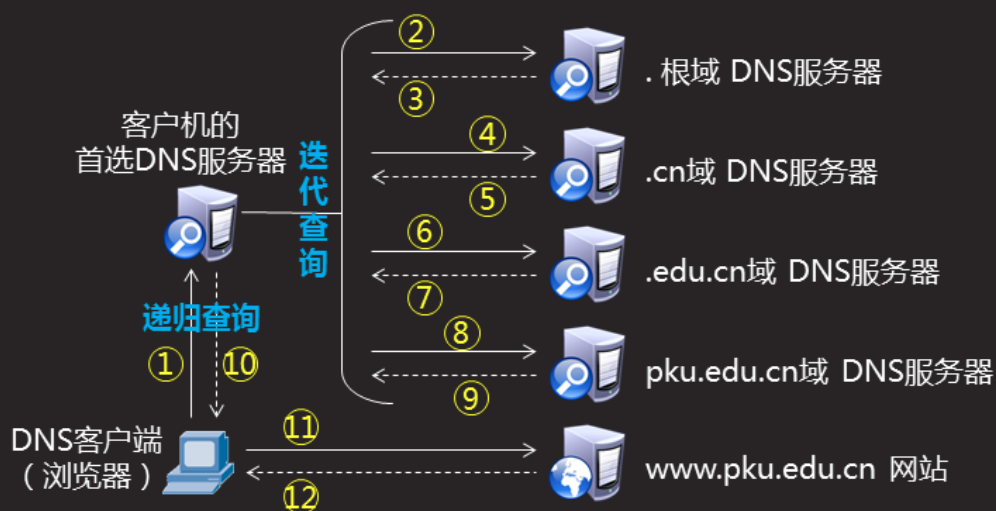 ②
③
. 根域 DNS服务器
客户机的
首选DNS服务器
迭代查询
④
⑤
.cn域 DNS服务器
⑥
⑦
.edu.cn域 DNS服务器
递归查询
①
⑩
⑧
⑨
pku.edu.cn域 DNS服务器
DNS客户端
（浏览器）
⑪
⑫
www.pku.edu.cn 网站